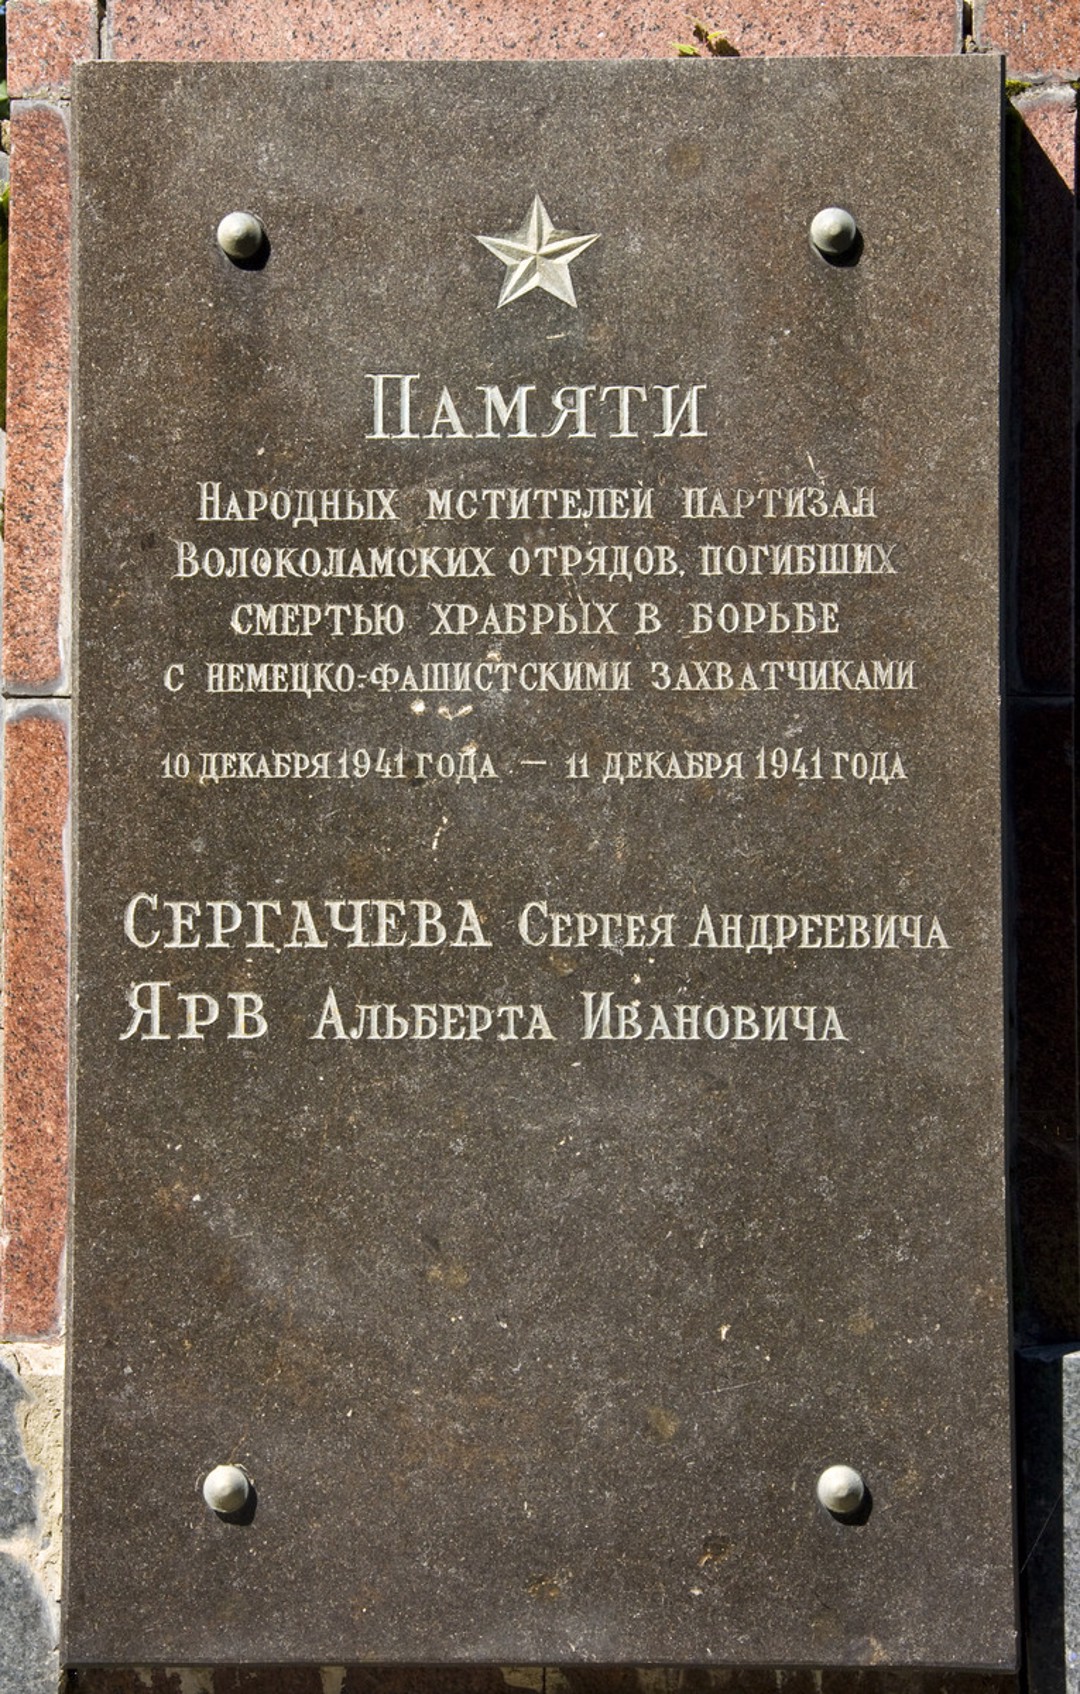 Памяти
Народных мстителей партизан
Волоколамских отрядов, погибших
смертью храбрых в борьбе
с немецко-фашистскими захватчиками
10 декабря 1941 года — 11 декабря 1941 года
Сергачева Сергея Андреевича
Ярв Альберта Ивановича